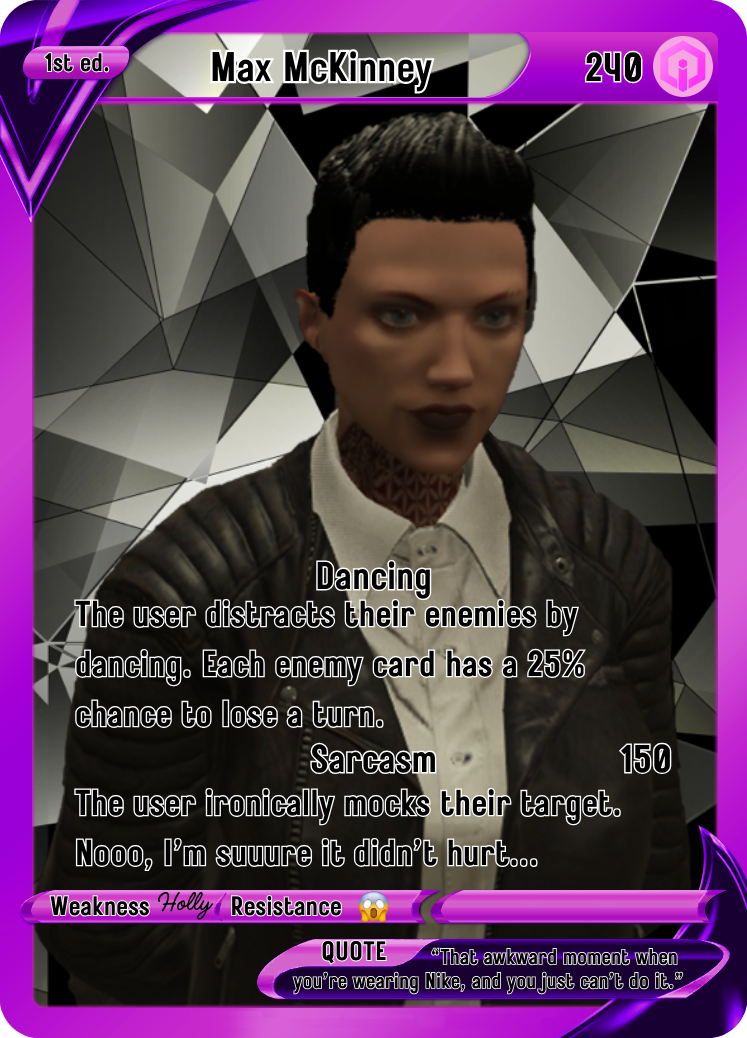 1st ed.
Max McKinney
240
Dancing
The user distracts their enemies by
dancing. Each enemy card has a 25%
chance to lose a turn.
Sarcasm 150
The user ironically mocks their target.
Nooo, I'm suuure it didn't hurt...
Weakness Holly Resistance 😱
QUOTE
“That awkward moment when
you're wearing Nike, and you just can't do it.”